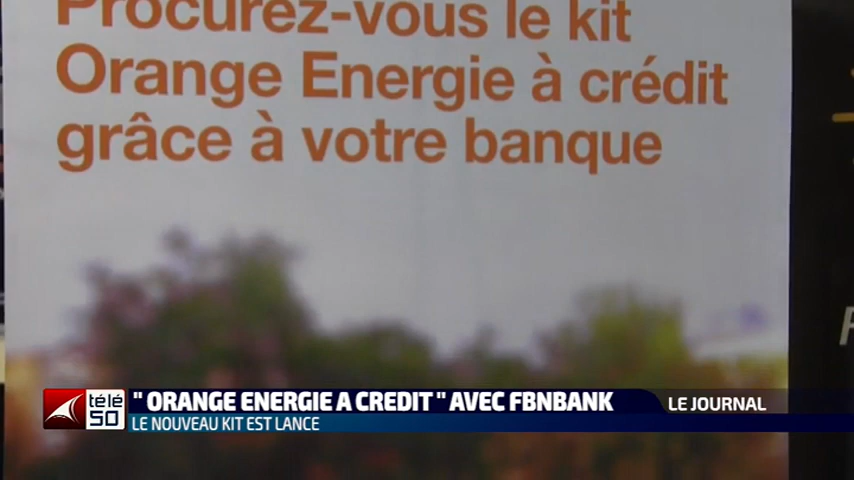 Procurez-vous le kit
Orange Energie à crédit
grâce à votre banque
télé
50
" ORANGE ENERGIE A CREDIT " AVEC FBNBANK
LE JOURNAL
LE NOUVEAU KIT EST LANCE